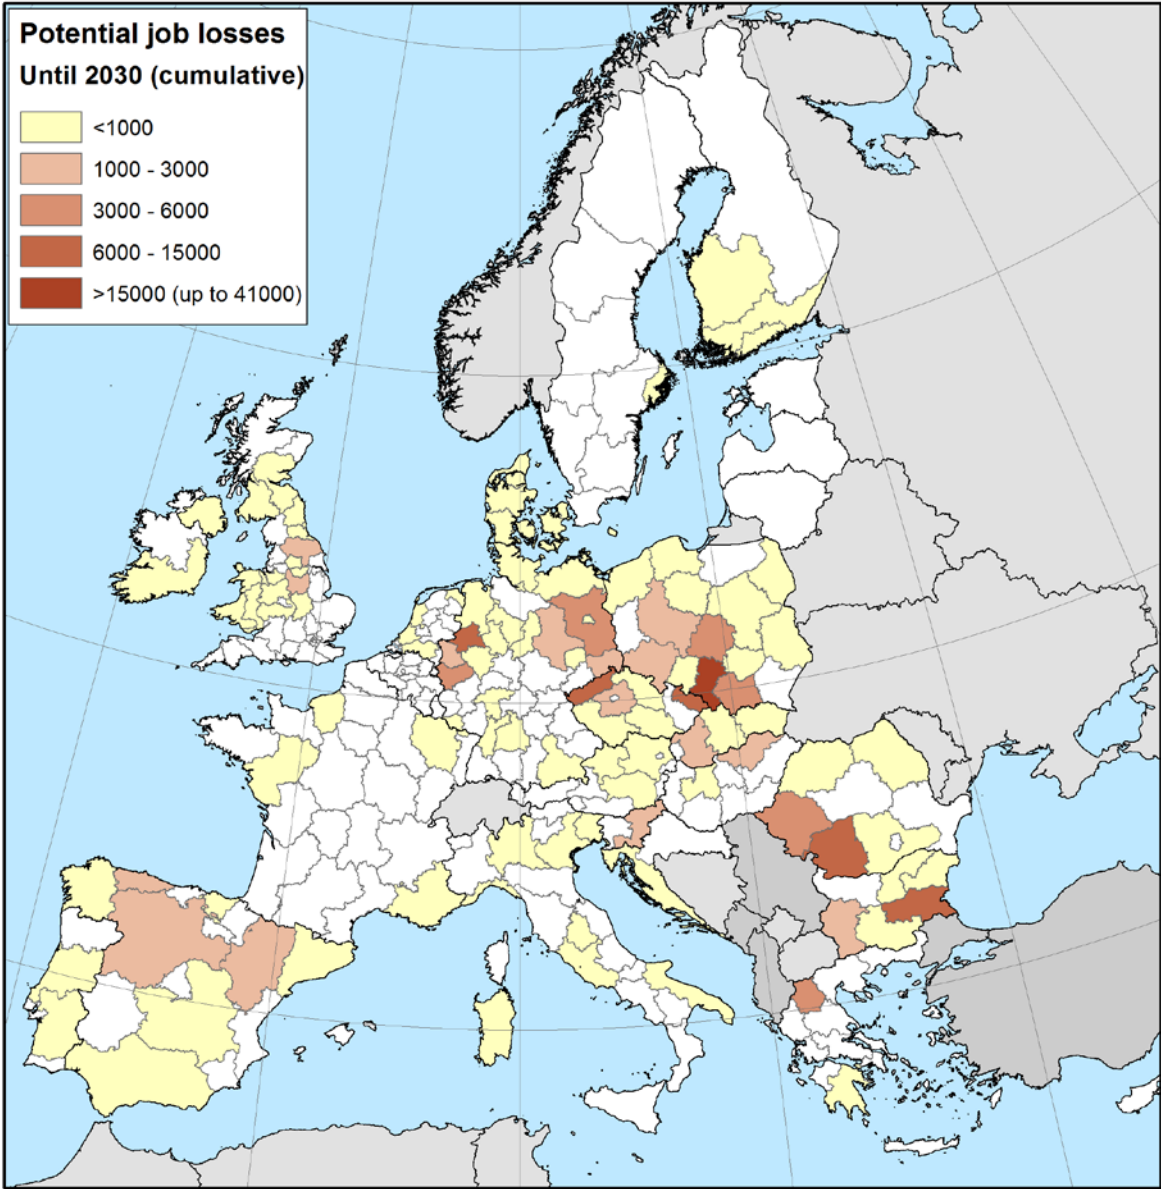 Potential job losses
Until 2030 (cumulative)
<1000
1000 - 3000
3000 - 6000
6000 - 15000
>15000 (up to 41000)